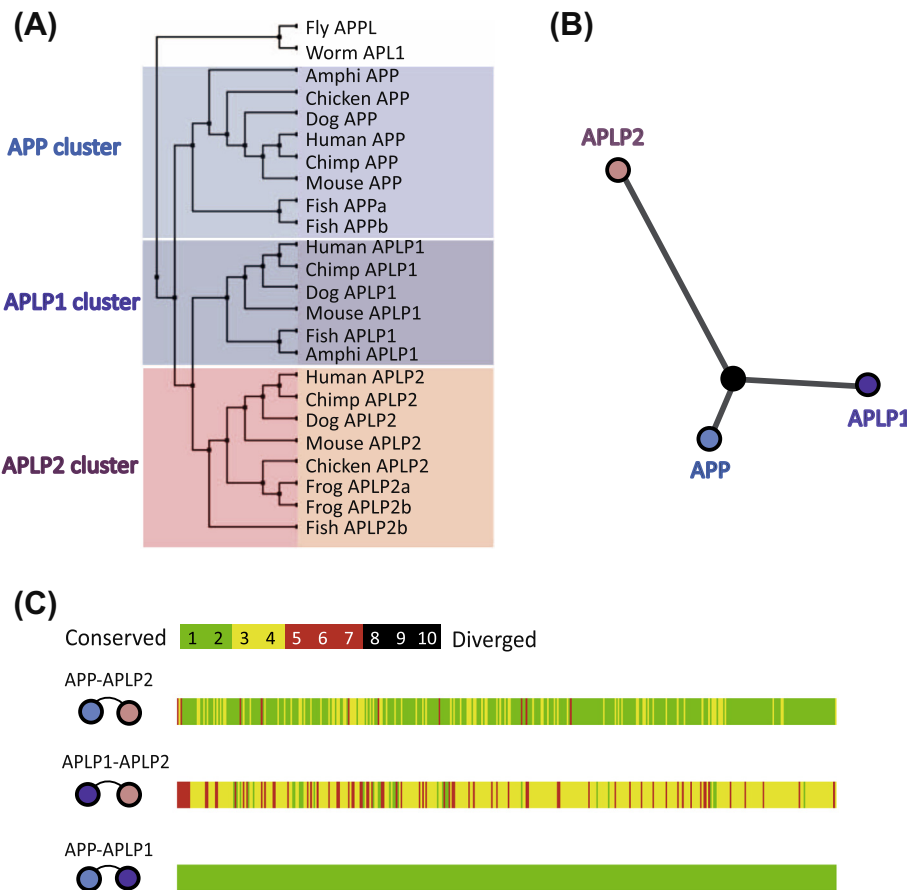 (A)
Fly APPL
Worm APL1
APP cluster
Amphi APP
Chicken APP
Dog APP
Human APP
Chimp APP
Mouse APP
Fish APPa
Fish APPb
APLP1 cluster
Human APLP1
Chimp APLP1
Dog APLP1
Mouse APLP1
Fish APLP1
Amphi APLP1
APLP2 cluster
Human APLP2
Chimp APLP2
Dog APLP2
Mouse APLP2
Chicken APLP2
Frog APLP2a
Frog APLP2b
Fish APLP2b
(B)
APLP2
APLP1
APP
(C)
Conserved 1 2 3 4 5 6 7 8 9 10 Diverged
APP-APLP2
APLP1-APLP2
APP-APLP1